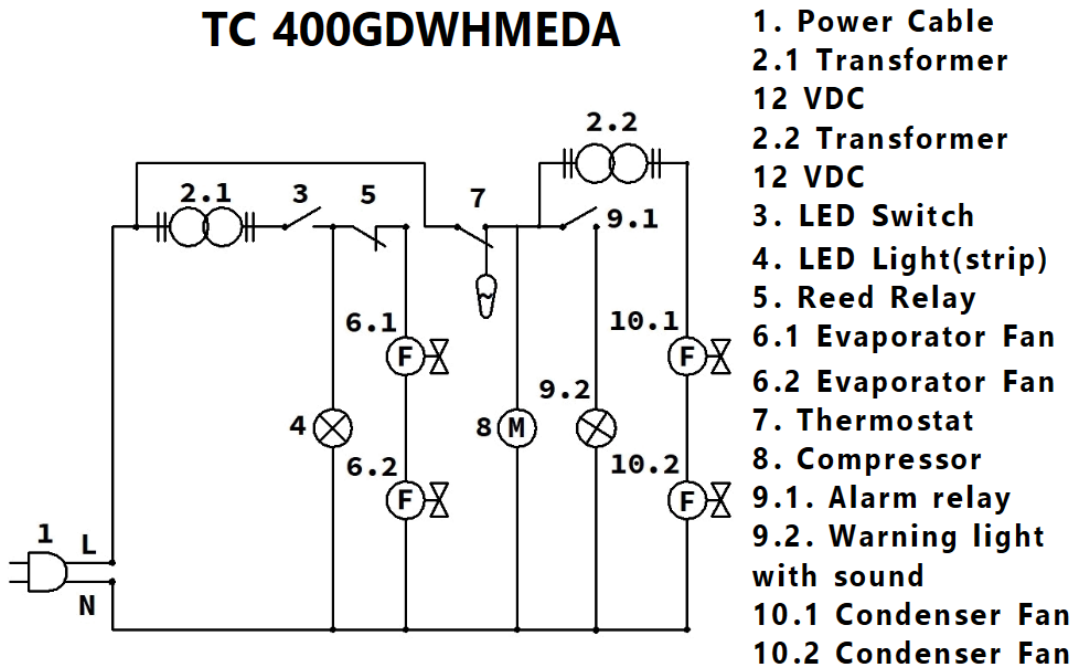 TC 400GDWHMEDA
2.1
3
5
7
2.2
9.1
6.1
F
10.1
F
4
9.2
8
M
6.2
F
10.2
F
1
L
N
1. Power Cable
2.1 Transformer
12 VDC
2.2 Transformer
12 VDC
3. LED Switch
4. LED Light(strip)
5. Reed Relay
6.1 Evaporator Fan
6.2 Evaporator Fan
7. Thermostat
8. Compressor
9.1. Alarm relay
9.2. Warning light
with sound
10.1 Condenser Fan
10.2 Condenser Fan